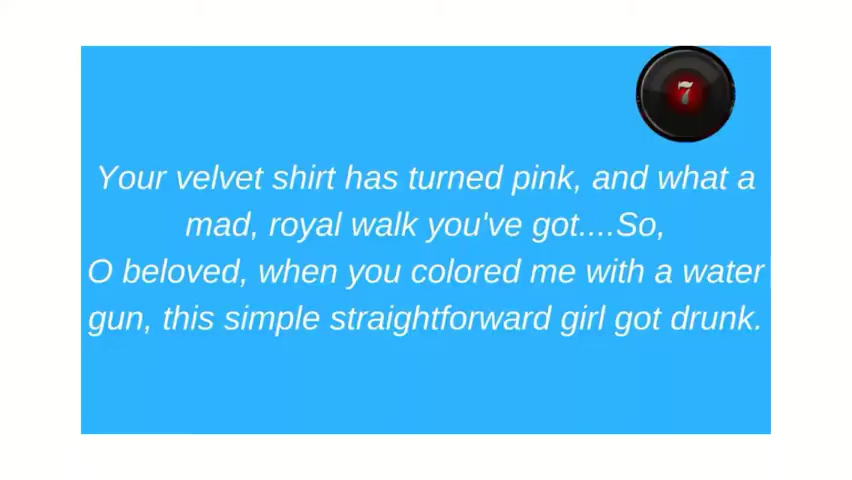 7
Your velvet shirt has turned pink, and what a
mad, royal walk you've got....So,
O beloved, when you colored me with a water
gun, this simple straightforward girl got drunk.